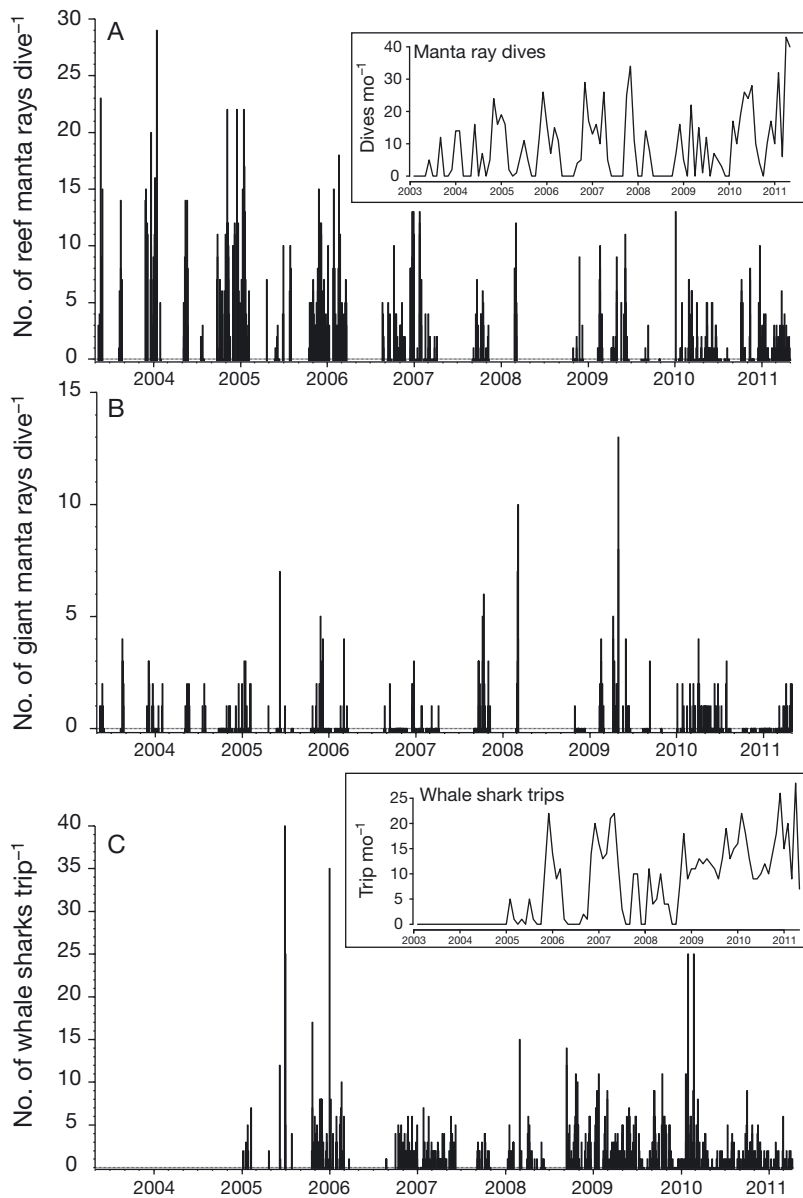 A
No. of reef manta rays dive⁻¹
30
25
20
15
10
5
0
2004 2005 2006 2007 2008 2009 2010 2011
Manta ray dives
Dives mo⁻¹
40
30
20
10
0
2003 2004 2005 2006 2007 2008 2009 2010 2011
B
No. of giant manta rays dive⁻¹
15
10
5
0
2004 2005 2006 2007 2008 2009 2010 2011
C
No. of whale sharks trip⁻¹
40
35
30
25
20
15
10
5
0
2004 2005 2006 2007 2008 2009 2010 2011
Whale shark trips
Trip mo⁻¹
25
20
15
10
5
0
2003 2004 2005 2006 2007 2008 2009 2010 2011